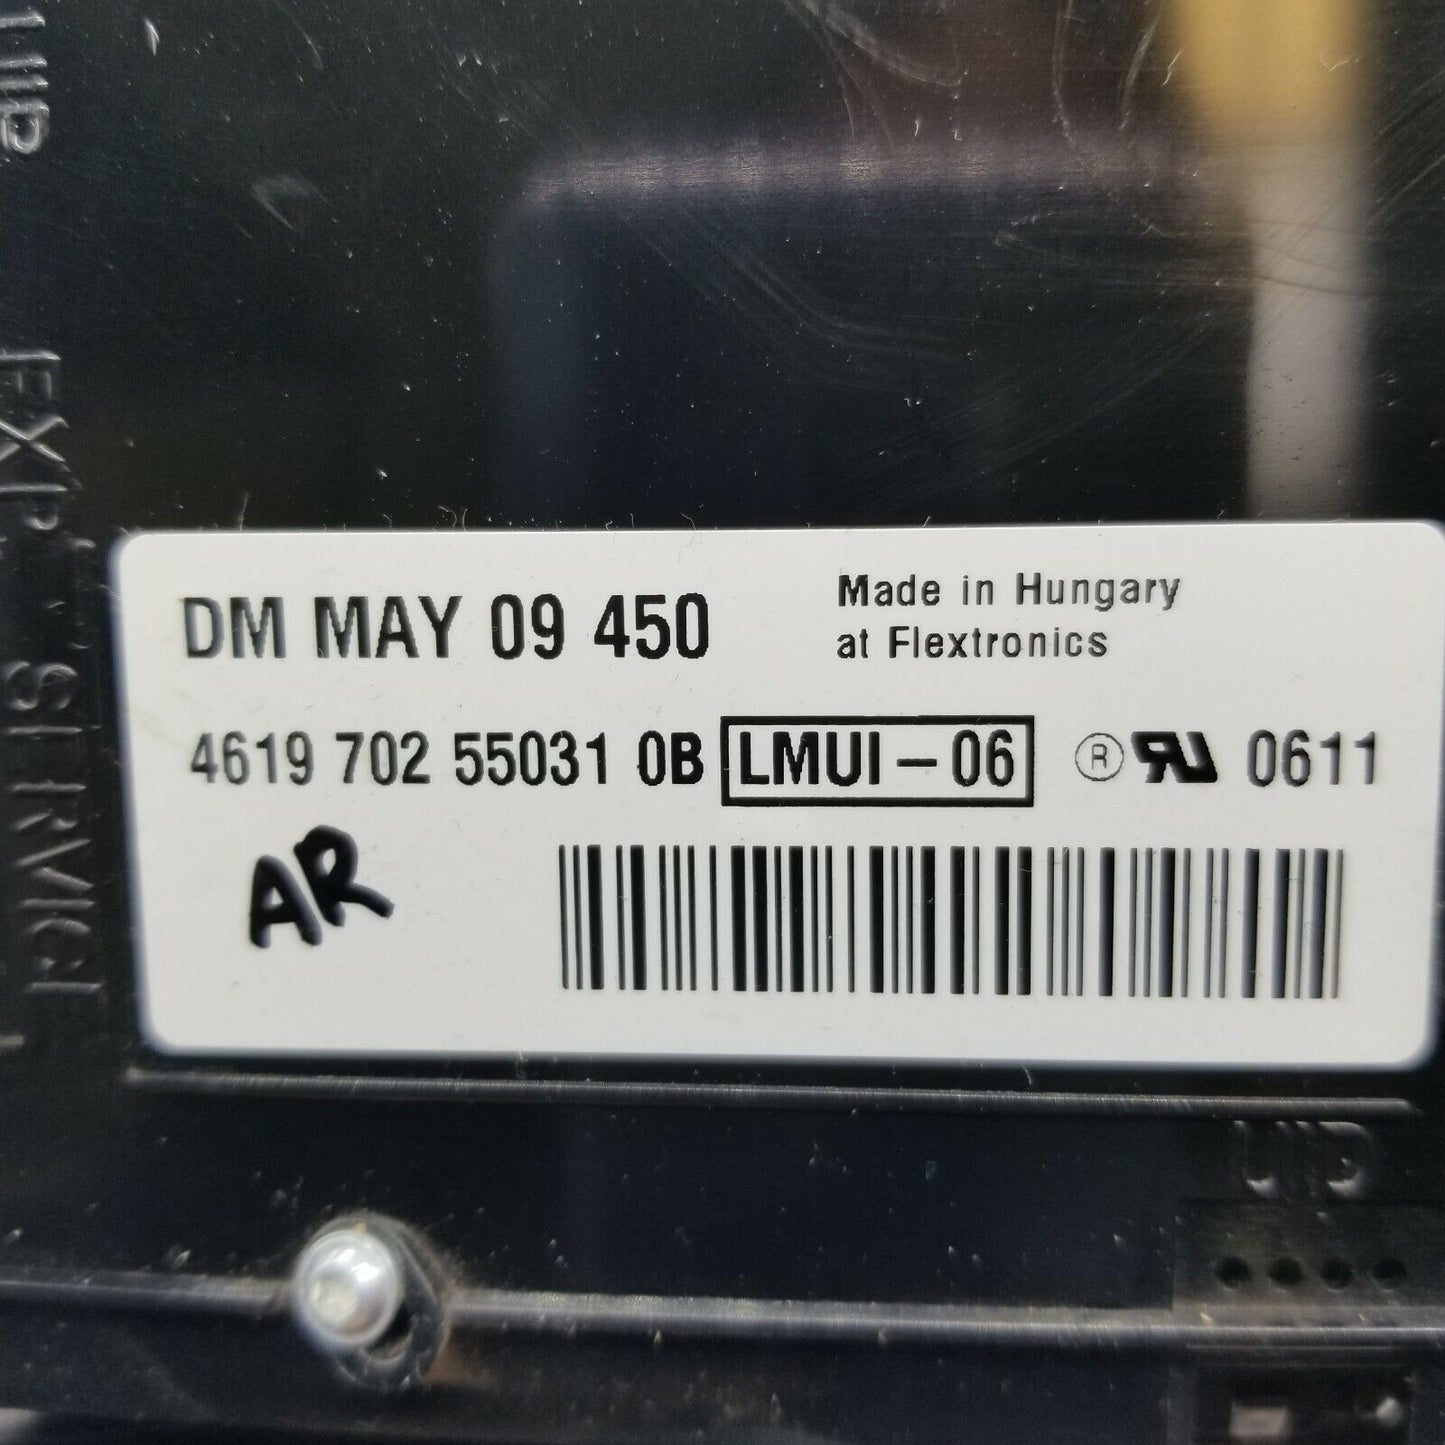 DM MAY 09 450
Made in Hungary
at Flextronics
4619 702 55031 0B LMUI - 06 ® RU 0611
AR
EXP. SERVICE